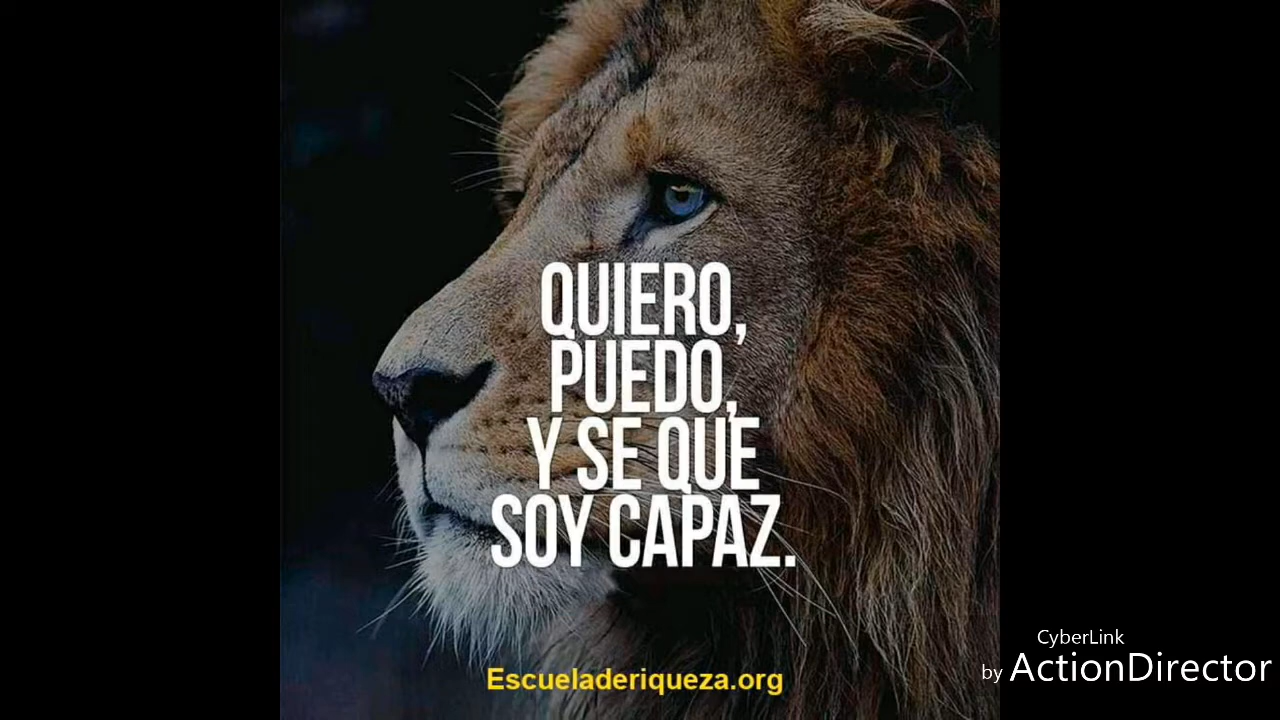 QUIERO,
PUEDO,
Y SE QUE
SOY CAPAZ.
Escueladeriqueza.org
CyberLink
by ActionDirector